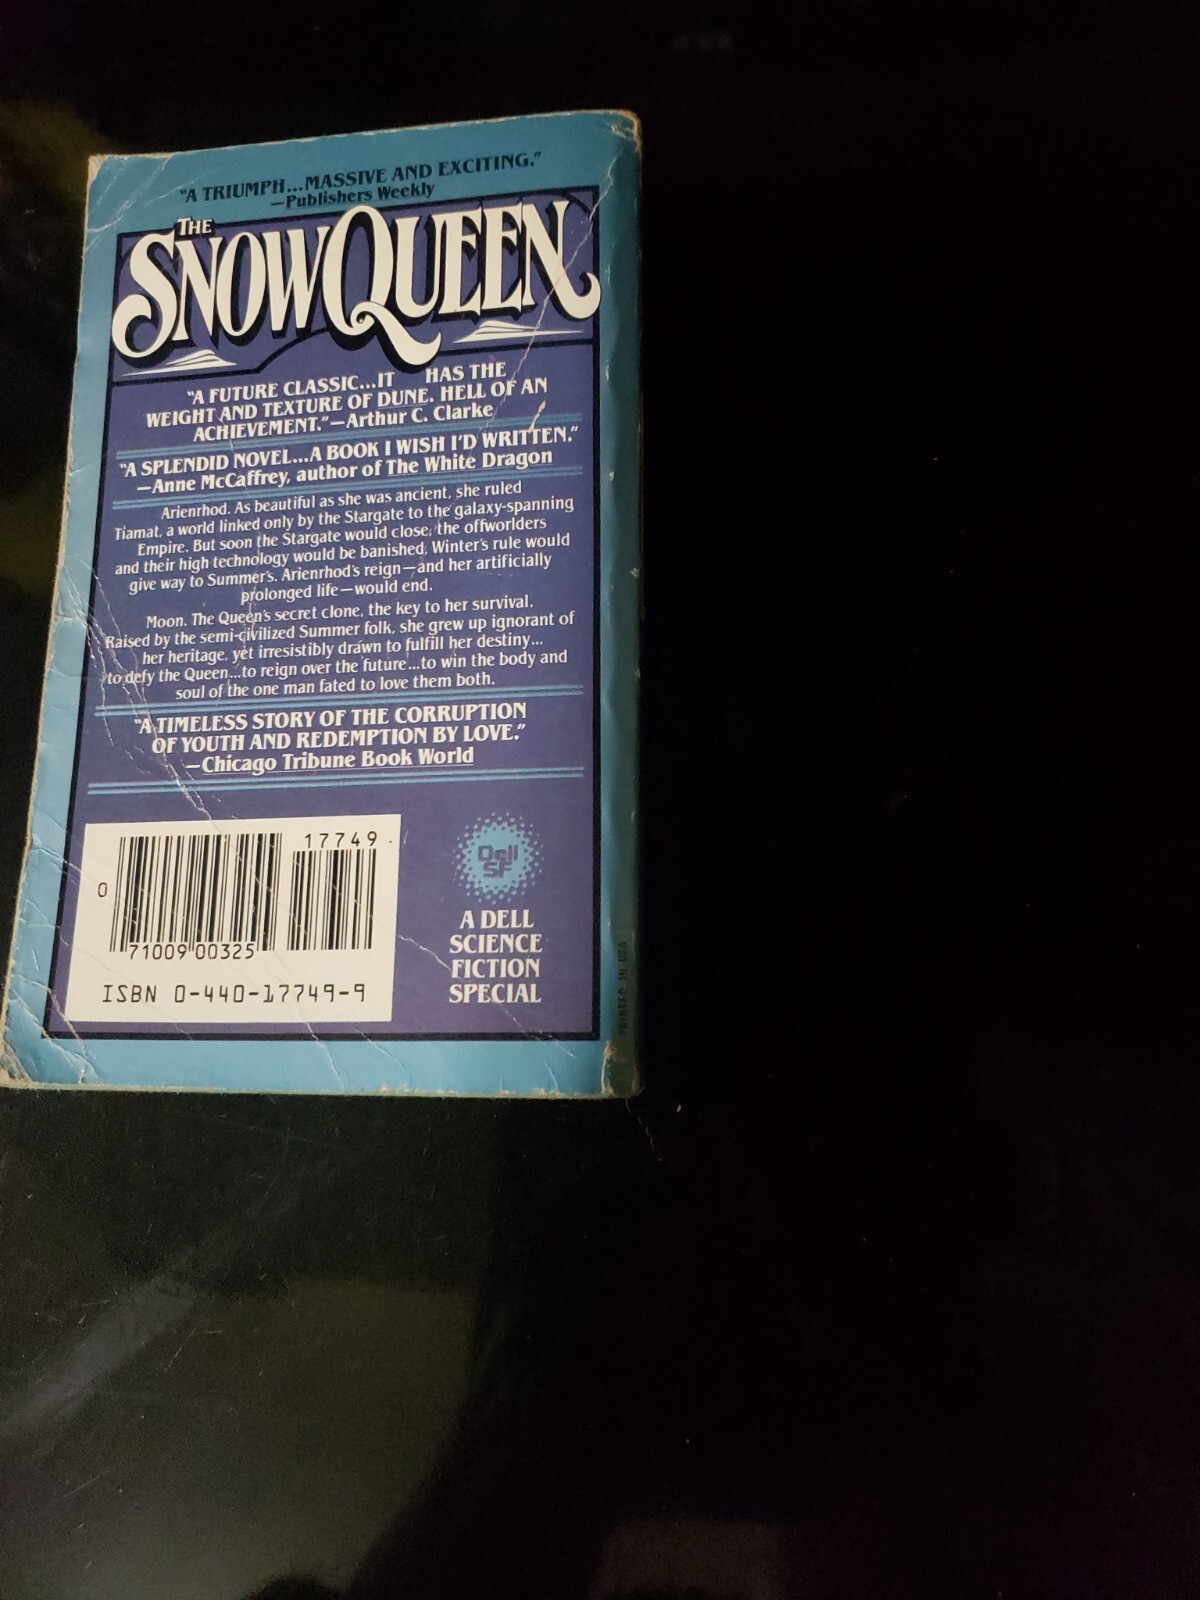 "A TRIUMPH...MASSIVE AND EXCITING."
—Publishers Weekly
THE
SNOW QUEEN
"A FUTURE CLASSIC...IT HAS THE
WEIGHT AND TEXTURE OF DUNE. HELL OF AN
ACHIEVEMENT."—Arthur C. Clarke
"A SPLENDID NOVEL...A BOOK I WISH I'D WRITTEN."
—Anne McCaffrey, author of The White Dragon
Arienrhod. As beautiful as she was ancient, she ruled
Tiamat, a world linked only by the Stargate to the galaxy-spanning
Empire. But soon the Stargate would close, the offworlders
and their high technology would be banished, Winter's rule would
give way to Summer's. Arienrhod's reign—and her artificially
prolonged life—would end.
Moon. The Queen's secret clone, the key to her survival.
Raised by the semi-civilized Summer folk, she grew up ignorant of
her heritage, yet irresistibly drawn to fulfill her destiny...
to defy the Queen...to reign over the future...to win the body and
soul of the one man fated to love them both.
"A TIMELESS STORY OF THE CORRUPTION
OF YOUTH AND REDEMPTION BY LOVE."
—Chicago Tribune Book World
17749
0
71009 00325
ISBN 0-440-17749-9
Dell
SF
A DELL
SCIENCE
FICTION
SPECIAL
PRINTED IN USA